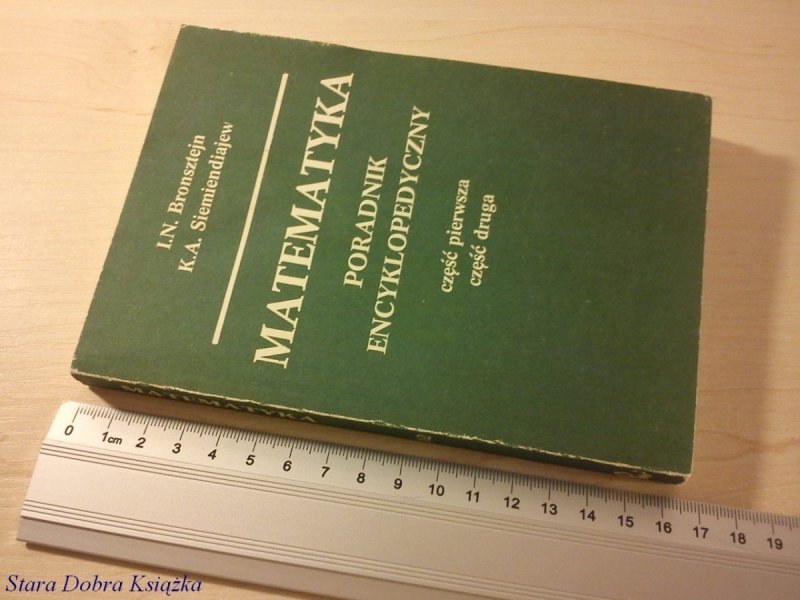 I.N. Bronsztejn
K.A. Siemiendiajew
MATEMATYKA
PORADNIK
ENCYKLOPEDYCZNY
część pierwsza
część druga
MATEMATYKA
0 1cm 2 3 4 5 6 7 8 9 10 11 12 13 14 15 16 17 18 19
Stara Dobra Książka